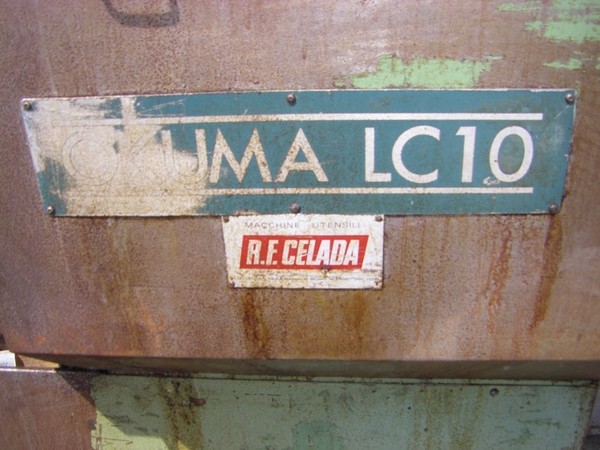 OKUMA LC10
MACCHINE UTENSILI
R.F. CELADA